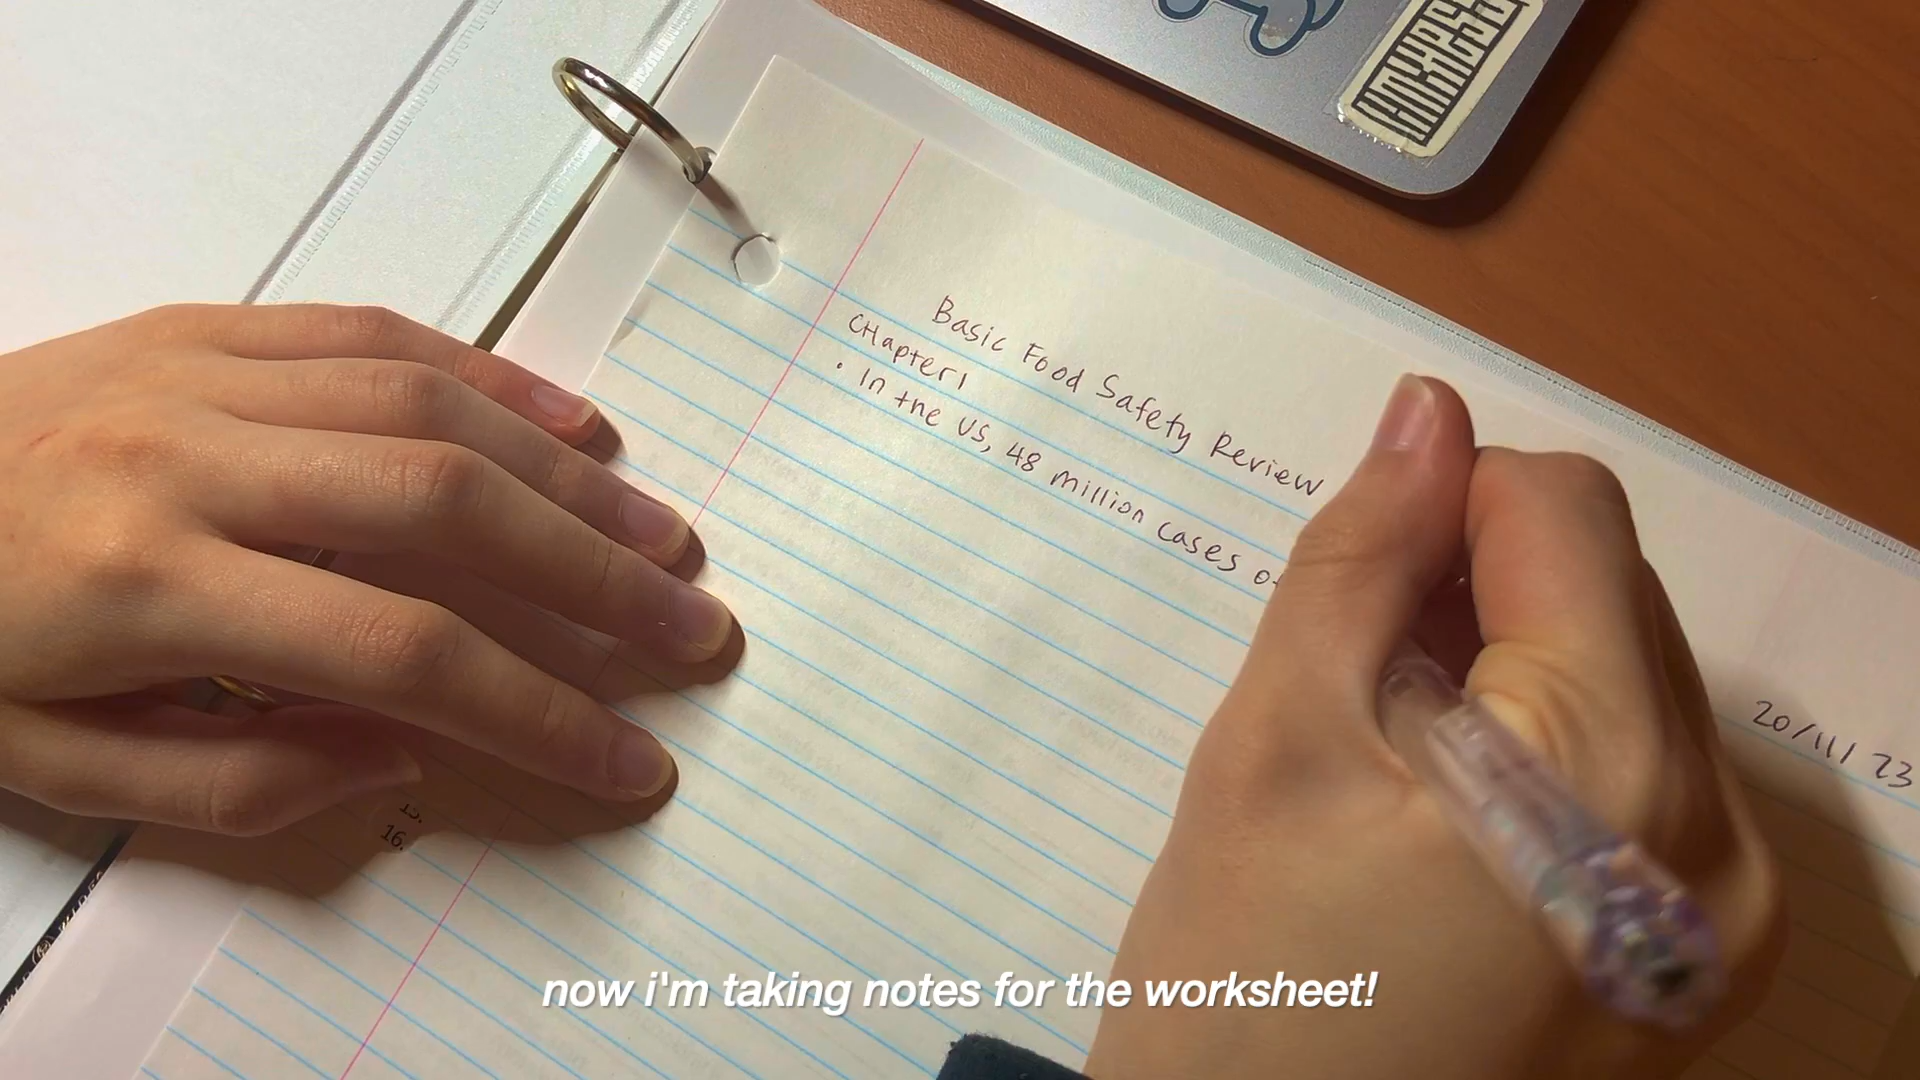 Basic Food Safety Review
CHapter 1
• In the US, 48 million cases of
20/11/23
15.
16.
now i'm taking notes for the worksheet!